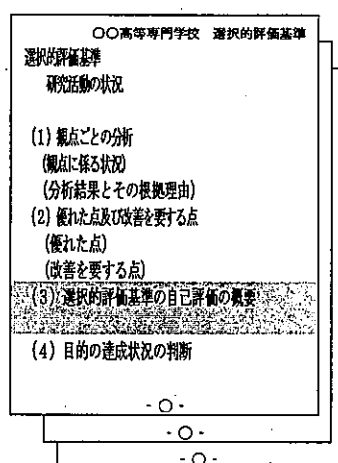 ○○高等専門学校 選択的評価基準
選択的評価基準
研究活動の状況
(1) 観点ごとの分析
(観点に係る状況)
(分析結果とその根拠理由)
(2) 優れた点及び改善を要する点
(優れた点)
(改善を要する点)
(3) 選択的評価基準の自己評価の概要
(4) 目的の達成状況の判断
- ○ -
- ○ -
- ○ -